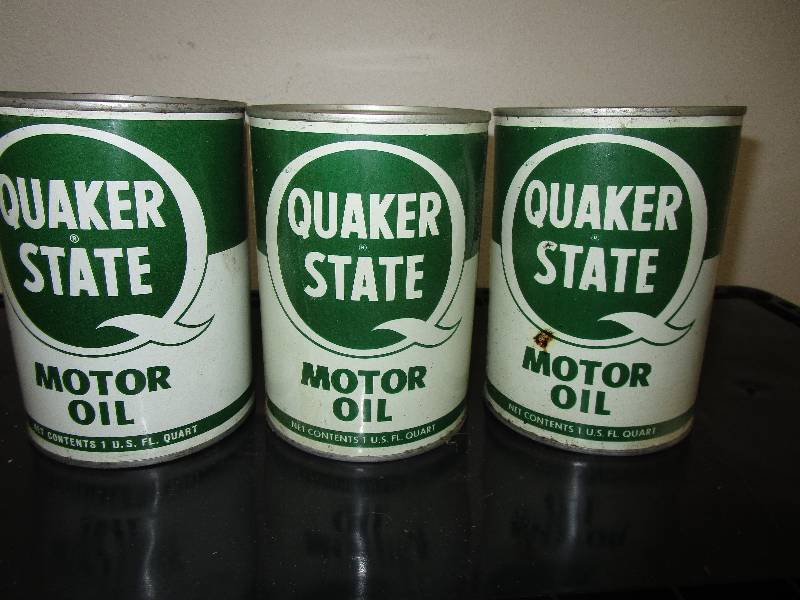 QUAKER
STATE
®
MOTOR
OIL
NET CONTENTS 1 U.S. FL. QUART
QUAKER
STATE
®
MOTOR
OIL
NET CONTENTS 1 U.S. FL. QUART
QUAKER
STATE
®
MOTOR
OIL
NET CONTENTS 1 U.S. FL. QUART